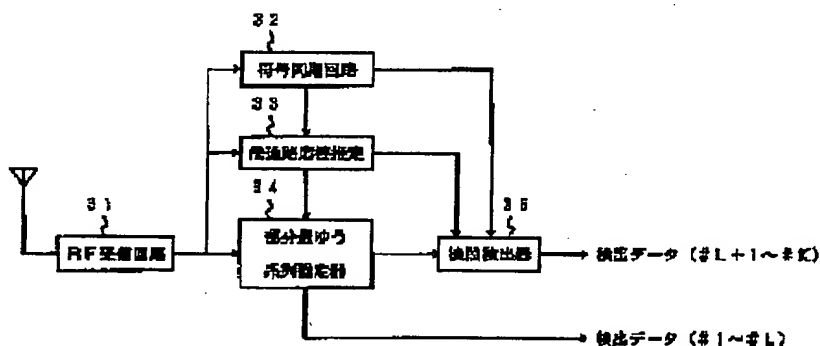 32
符号同期回路
33
伝送路応答推定
34
31
35
部分最ゆう
系列推定器
RF受信回路
相関検出器
検出データ (#L+1〜#K)
検出データ (#1〜#L)